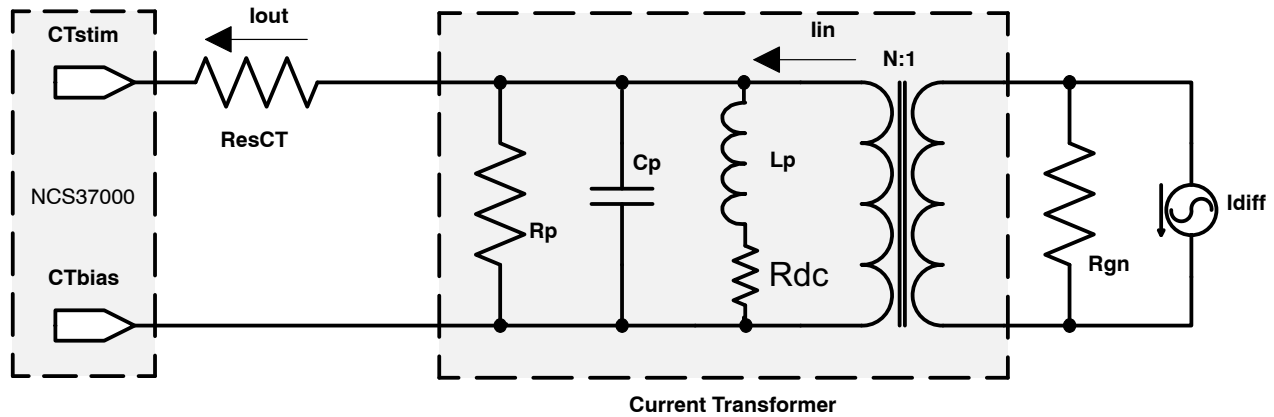 CTstim
Iout
Iin
N:1
ResCT
Cp
Lp
NCS37000
Rp
Idiff
Rgn
Rdc
CTbias
Current Transformer